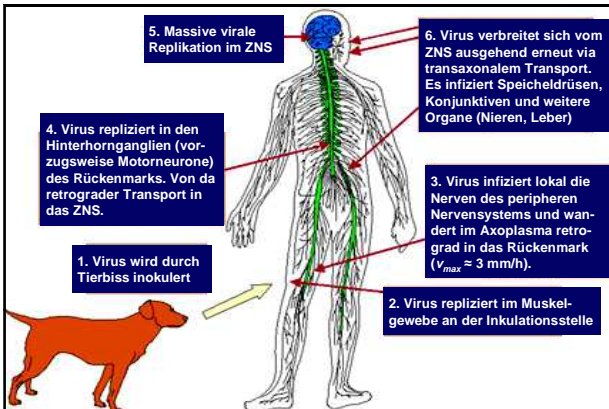 5. Massive virale
Replikation im ZNS
6. Virus verbreitet sich vom
ZNS ausgehend erneut via
transaxonalem Transport.
Es infiziert Speicheldrüsen,
Konjunktiven und weitere
Organe (Nieren, Leber)
4. Virus repliziert in den
Hinterhornganglien (vor-
zugsweise Motorneurone)
des Rückenmarks. Von da
retrograder Transport in
das ZNS.
3. Virus infiziert lokal die
Nerven des peripheren
Nervensystems und wan-
dert im Axoplasma retro-
grad in das Rückenmark
(v_max ≈ 3 mm/h).
1. Virus wird durch
Tierbiss inokuliert
2. Virus repliziert im Muskel-
gewebe an der Inkulationsstelle